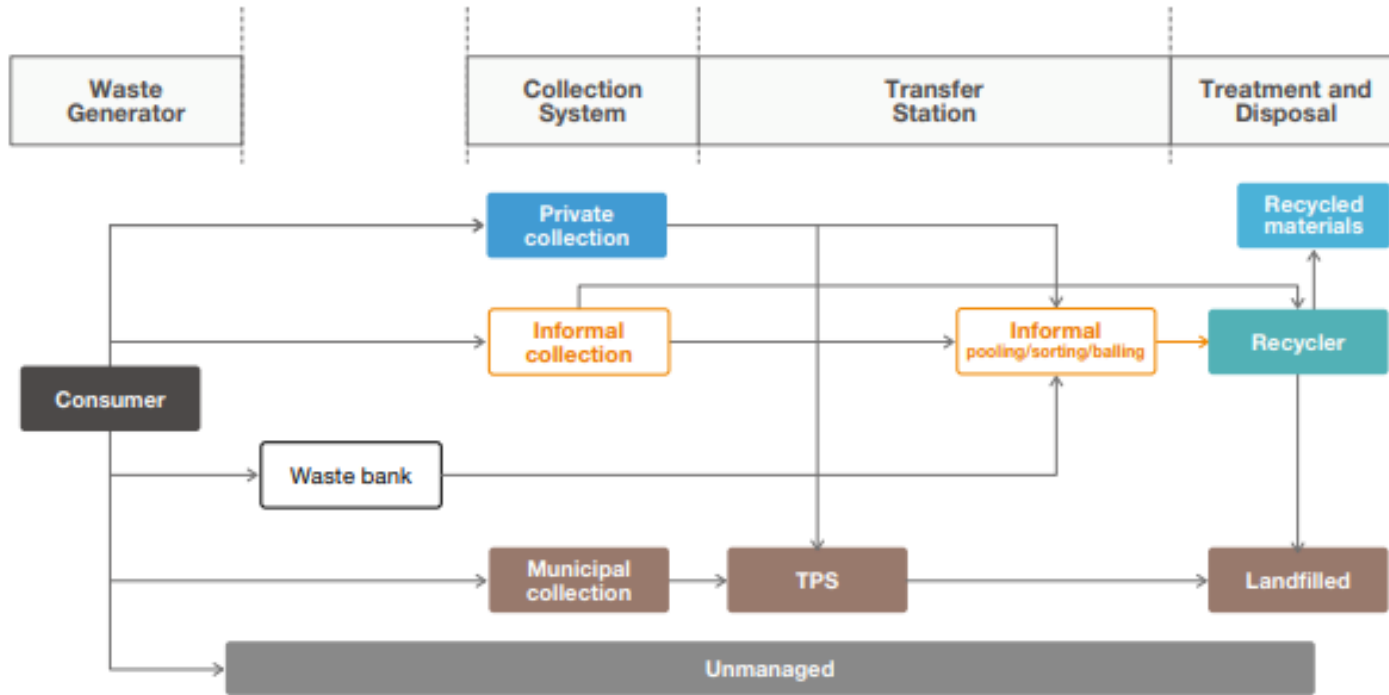 Waste
Generator
Collection
System
Transfer
Station
Treatment and
Disposal
Private
collection
Recycled
materials
Informal
collection
Informal
pooling/sorting/balling
Recycler
Consumer
Waste bank
Municipal
collection
TPS
Landfilled
Unmanaged